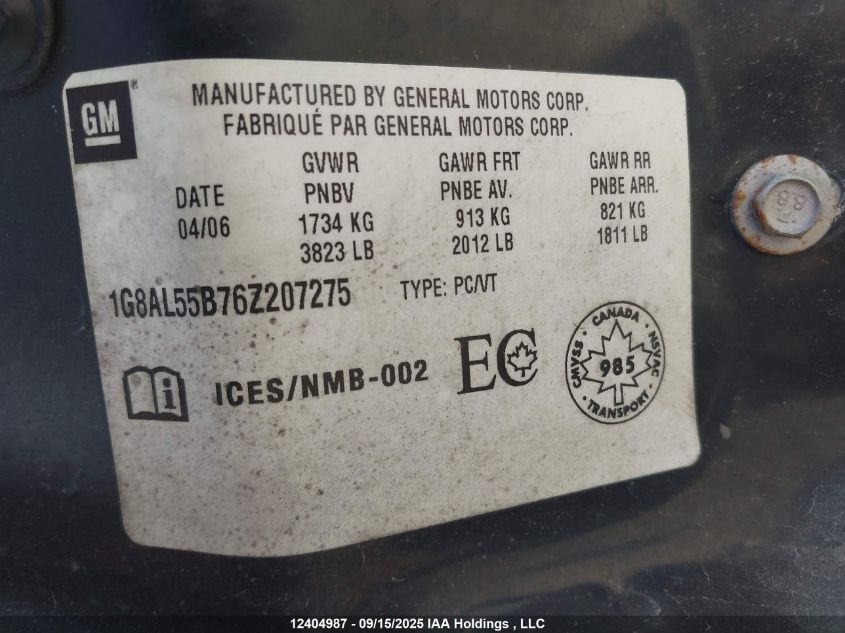 GM
®
MANUFACTURED BY GENERAL MOTORS CORP.
FABRIQUÉ PAR GENERAL MOTORS CORP.
GVWR GAWR FRT GAWR RR
DATE PNBV PNBE AV. PNBE ARR.
04/06 1734 KG 913 KG 821 KG
3823 LB 2012 LB 1811 LB
1G8AL55B76Z207275 TYPE: PC/VT
i ICES/NMB-002 EC
CANADA
CMVSS 985 NSVAC
TRANSPORT
12404987 - 09/15/2025 IAA Holdings , LLC